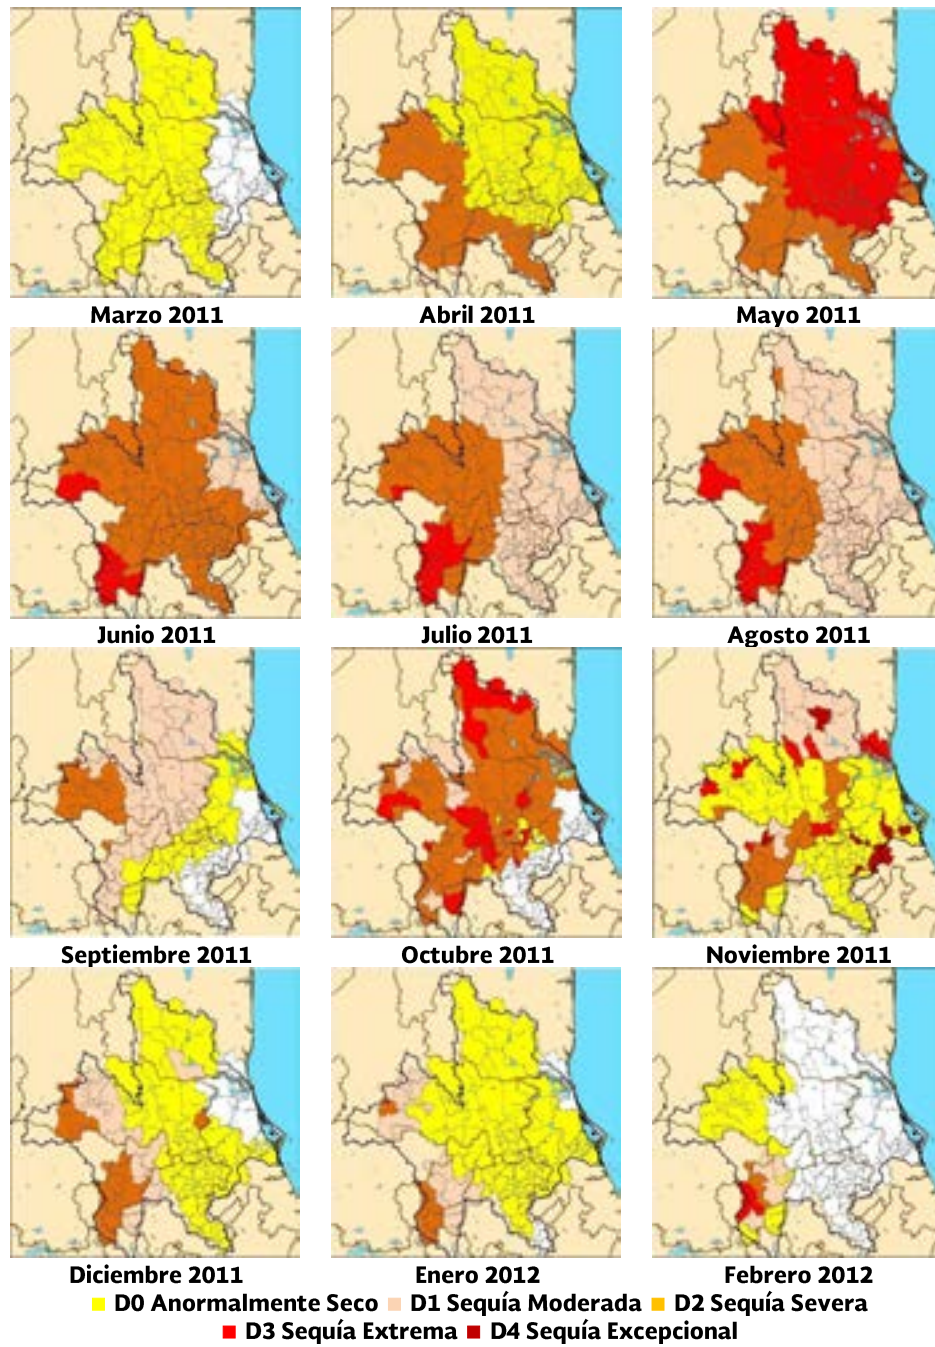 Marzo 2011
Abril 2011
Mayo 2011
Junio 2011
Julio 2011
Agosto 2011
Septiembre 2011
Octubre 2011
Noviembre 2011
Diciembre 2011
Enero 2012
Febrero 2012
D0 Anormalmente Seco D1 Sequía Moderada D2 Sequía Severa
D3 Sequía Extrema D4 Sequía Excepcional